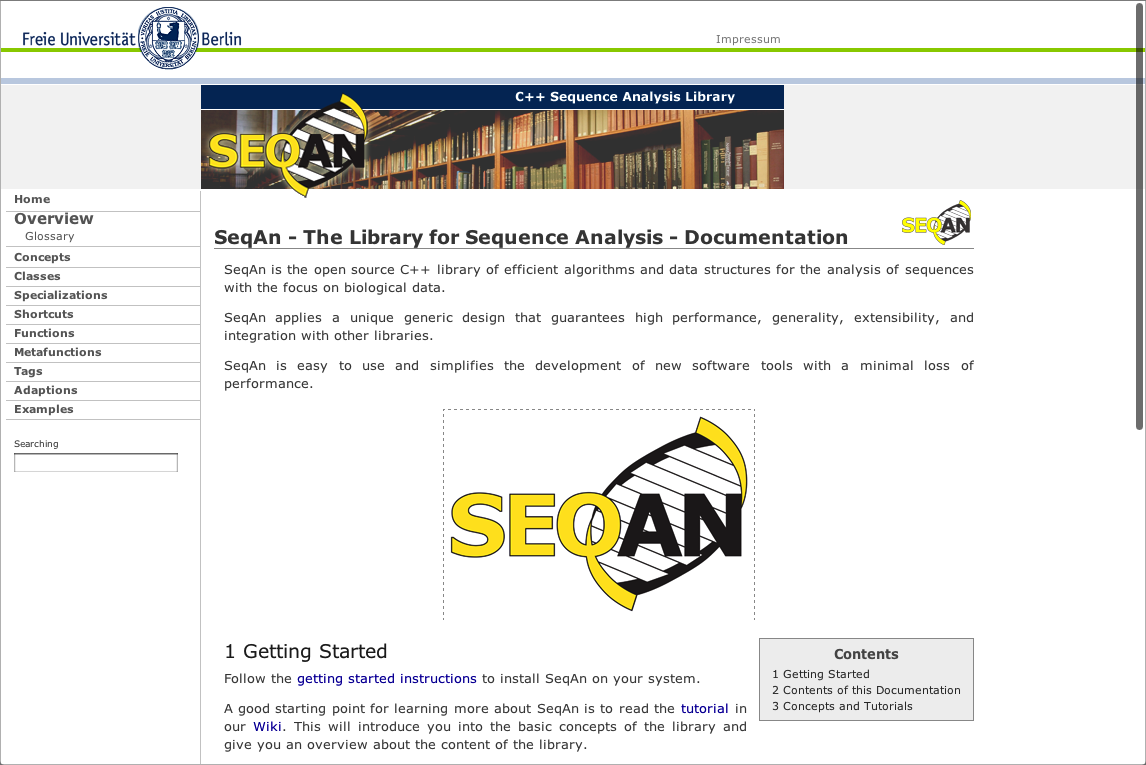 Freie Universität Berlin
Impressum
C++ Sequence Analysis Library
SEQAN
Home
Overview
Glossary
Concepts
Classes
Specializations
Shortcuts
Functions
Metafunctions
Tags
Adaptions
Examples
Searching
SEQAN
SeqAn - The Library for Sequence Analysis - Documentation
SeqAn is the open source C++ library of efficient algorithms and data structures for the analysis of sequences
with the focus on biological data.
SeqAn applies a unique generic design that guarantees high performance, generality, extensibility, and
integration with other libraries.
SeqAn is easy to use and simplifies the development of new software tools with a minimal loss of
performance.
SEQAN
1 Getting Started
Follow the getting started instructions to install SeqAn on your system.
A good starting point for learning more about SeqAn is to read the tutorial in
our Wiki. This will introduce you into the basic concepts of the library and
give you an overview about the content of the library.
Contents
1 Getting Started
2 Contents of this Documentation
3 Concepts and Tutorials